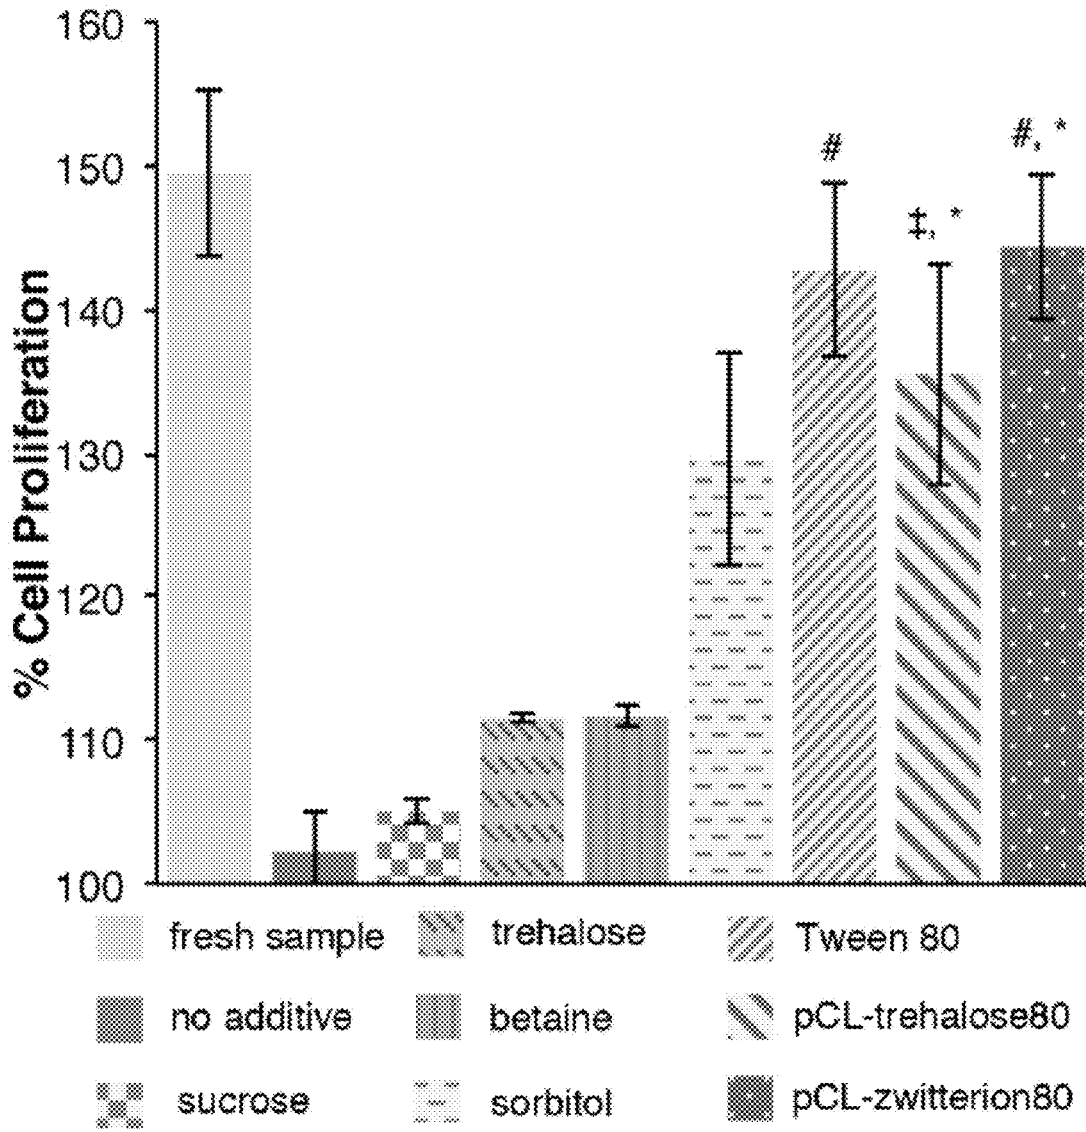 160
150
140
130
120
110
100
% Cell Proliferation
#
‡, *
#, *
fresh sample
trehalose
Tween 80
no additive
betaine
pCL-trehalose80
sucrose
sorbitol
pCL-zwitterion80